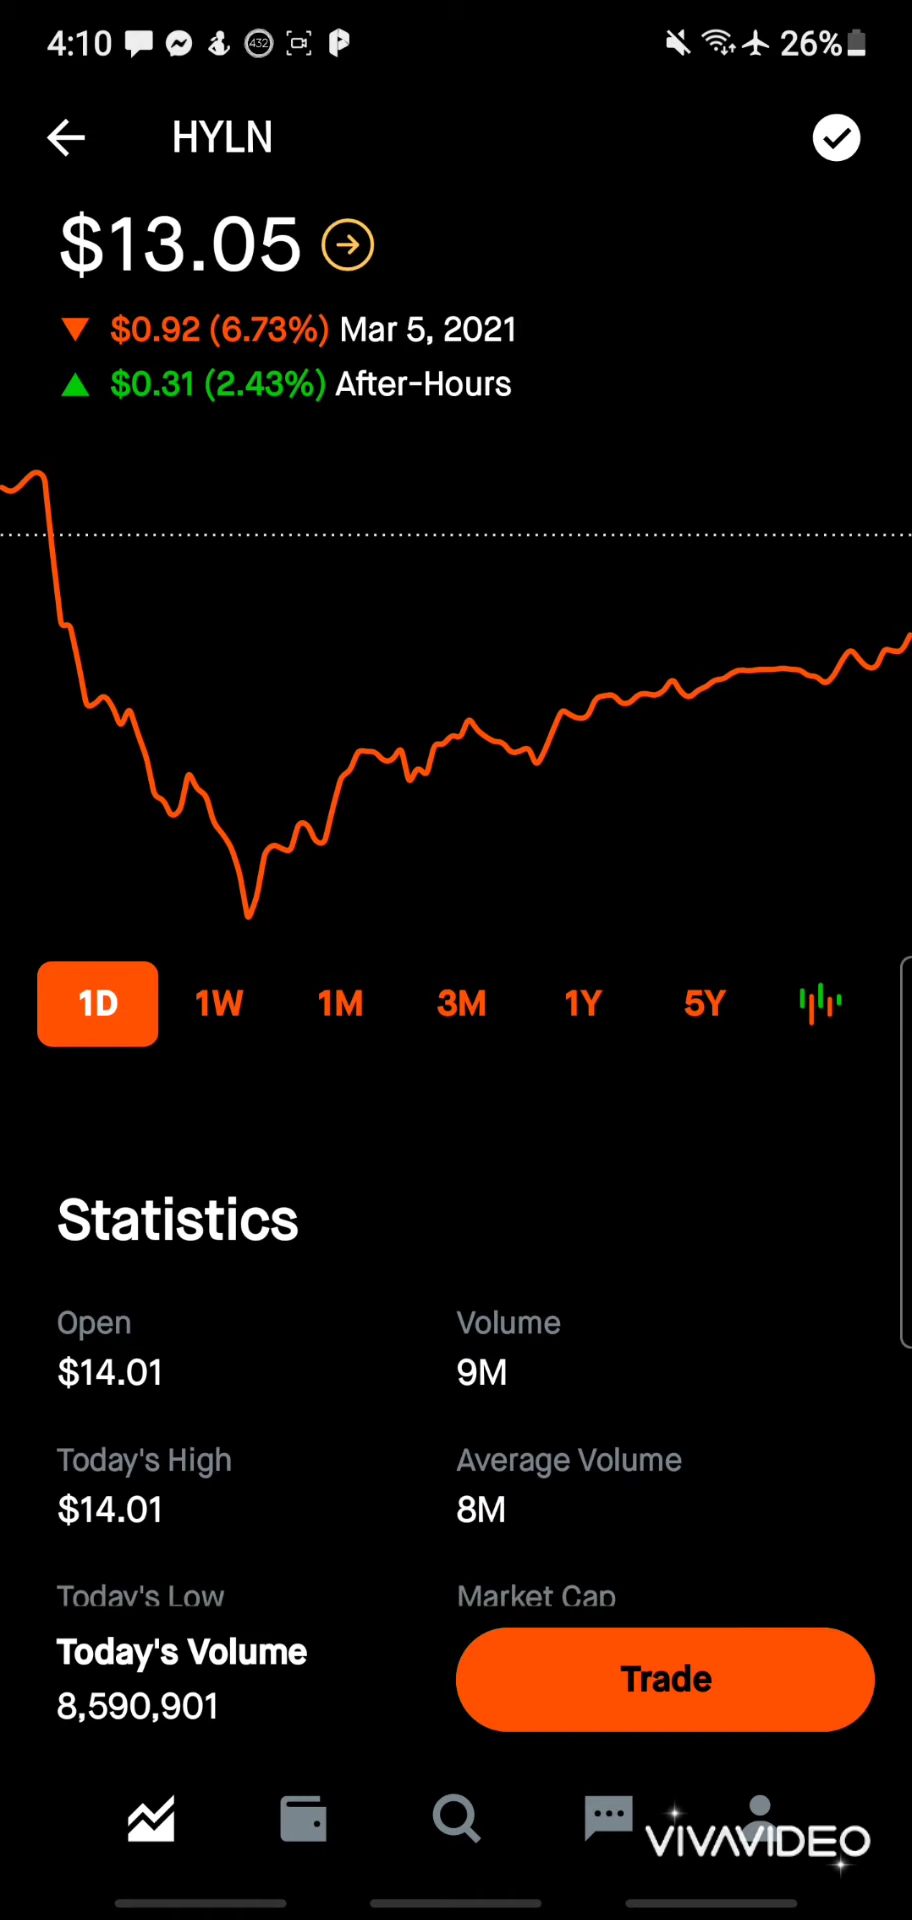 4:10 432 26%
HYLN
$13.05
$0.92 (6.73%) Mar 5, 2021
$0.31 (2.43%) After-Hours
1D 1W 1M 3M 1Y 5Y
Statistics
Open Volume
$14.01 9M
Today's High Average Volume
$14.01 8M
Today's Low Market Cap
Today's Volume Trade
8,590,901
VIVAVIDEO